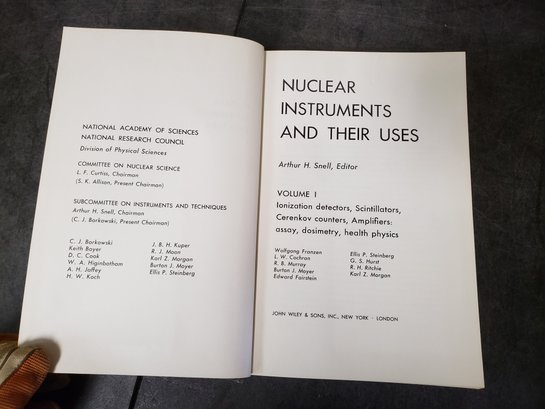 NATIONAL ACADEMY OF SCIENCES
NATIONAL RESEARCH COUNCIL
Division of Physical Sciences
COMMITTEE ON NUCLEAR SCIENCE
L. F. Curtiss, Chairman
(S. K. Allison, Present Chairman)
SUBCOMMITTEE ON INSTRUMENTS AND TECHNIQUES
Arthur H. Snell, Chairman
(C. J. Borkowski, Present Chairman)
C. J. Borkowski
Keith Boyer
D. C. Cook
W. A. Higinbotham
A. H. Jaffey
H. W. Koch
J. B. H. Kuper
R. J. Moon
Karl Z. Morgan
Burton J. Moyer
Ellis P. Steinberg
NUCLEAR
INSTRUMENTS
AND THEIR USES
Arthur H. Snell, Editor
VOLUME I
Ionization detectors, Scintillators,
Cerenkov counters, Amplifiers:
assay, dosimetry, health physics
Wolfgang Franzen
L. W. Cochran
R. B. Murray
Burton J. Moyer
Edward Fairstein
Ellis P. Steinberg
G. S. Hurst
R. H. Ritchie
Karl Z. Morgan
JOHN WILEY & SONS, INC., NEW YORK · LONDON